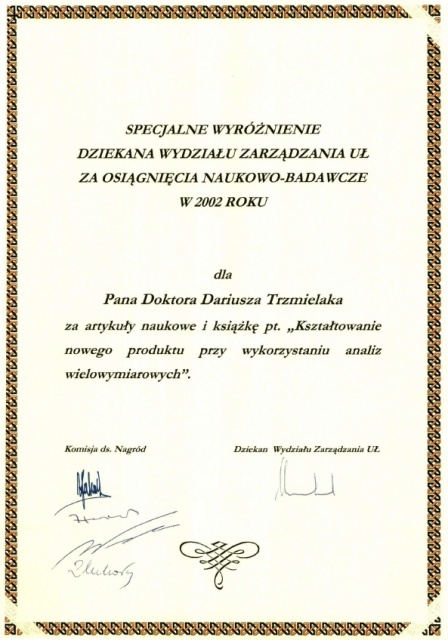 SPECJALNE WYRÓŻNIENIE
DZIEKANA WYDZIAŁU ZARZĄDZANIA UŁ
ZA OSIĄGNIĘCIA NAUKOWO-BADAWCZE
W 2002 ROKU
dla
Pana Doktora Dariusza Trzmielaka
za artykuły naukowe i książkę pt. „Kształtowanie
nowego produktu przy wykorzystaniu analiz
wielowymiarowych”.
Komisja ds. Nagród
Dziekan Wydziału Zarządzania UŁ